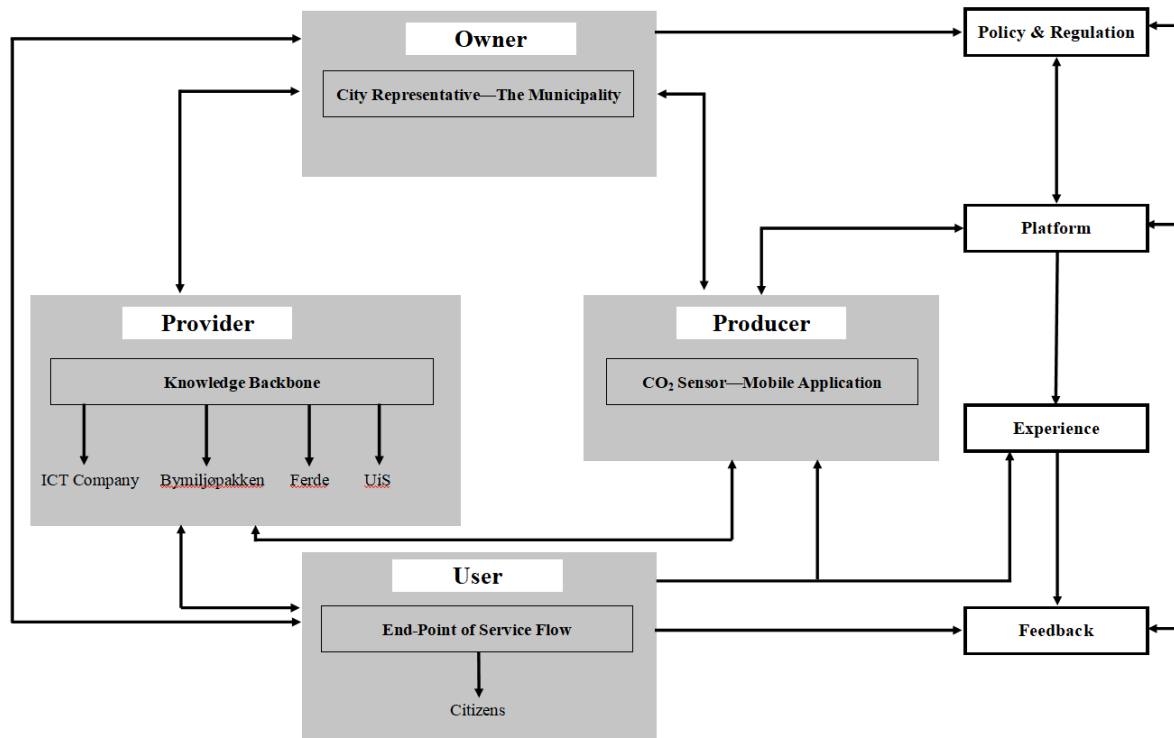 Owner
City Representative—The Municipality
Policy & Regulation
Platform
Provider
Knowledge Backbone
ICT Company
Bymiljøpakken
Ferde
UiS
Producer
CO₂ Sensor—Mobile Application
Experience
User
End-Point of Service Flow
Citizens
Feedback